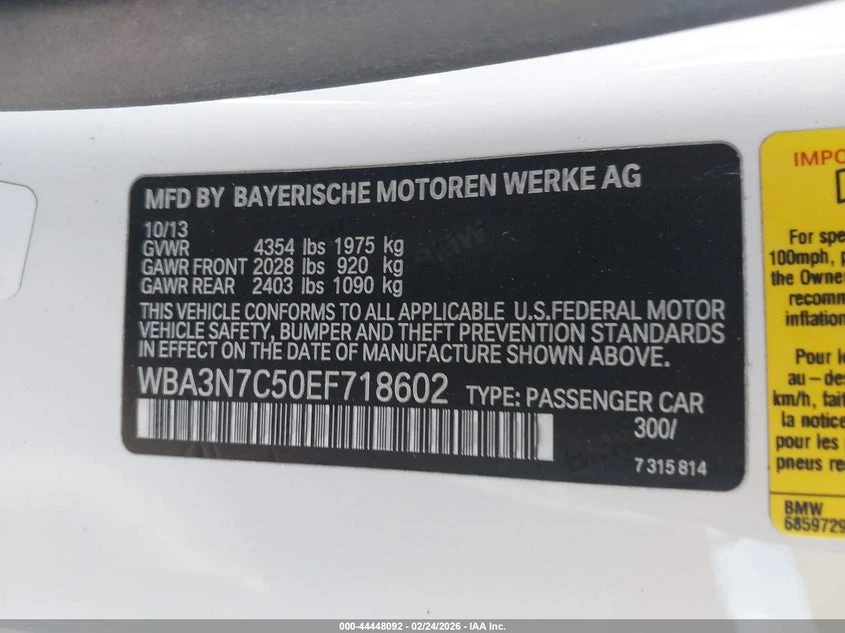 MFD BY BAYERISCHE MOTOREN WERKE AG
10/13
GVWR 4354 lbs 1975 kg
GAWR FRONT 2028 lbs 920 kg
GAWR REAR 2403 lbs 1090 kg
THIS VEHICLE CONFORMS TO ALL APPLICABLE U.S.FEDERAL MOTOR
VEHICLE SAFETY, BUMPER AND THEFT PREVENTION STANDARDS
IN EFFECT ON THE DATE OF MANUFACTURE SHOWN ABOVE.
WBA3N7C50EF718602 TYPE: PASSENGER CAR
300/
7 315 814
IMPO
For spe
100mph, p
the Owne
recomm
inflation
Pour le
au-de
km/h, fait
la notice
pour les
pneus re
BMW
6859729
000-44448092 - 02/24/2026 - IAA Inc.